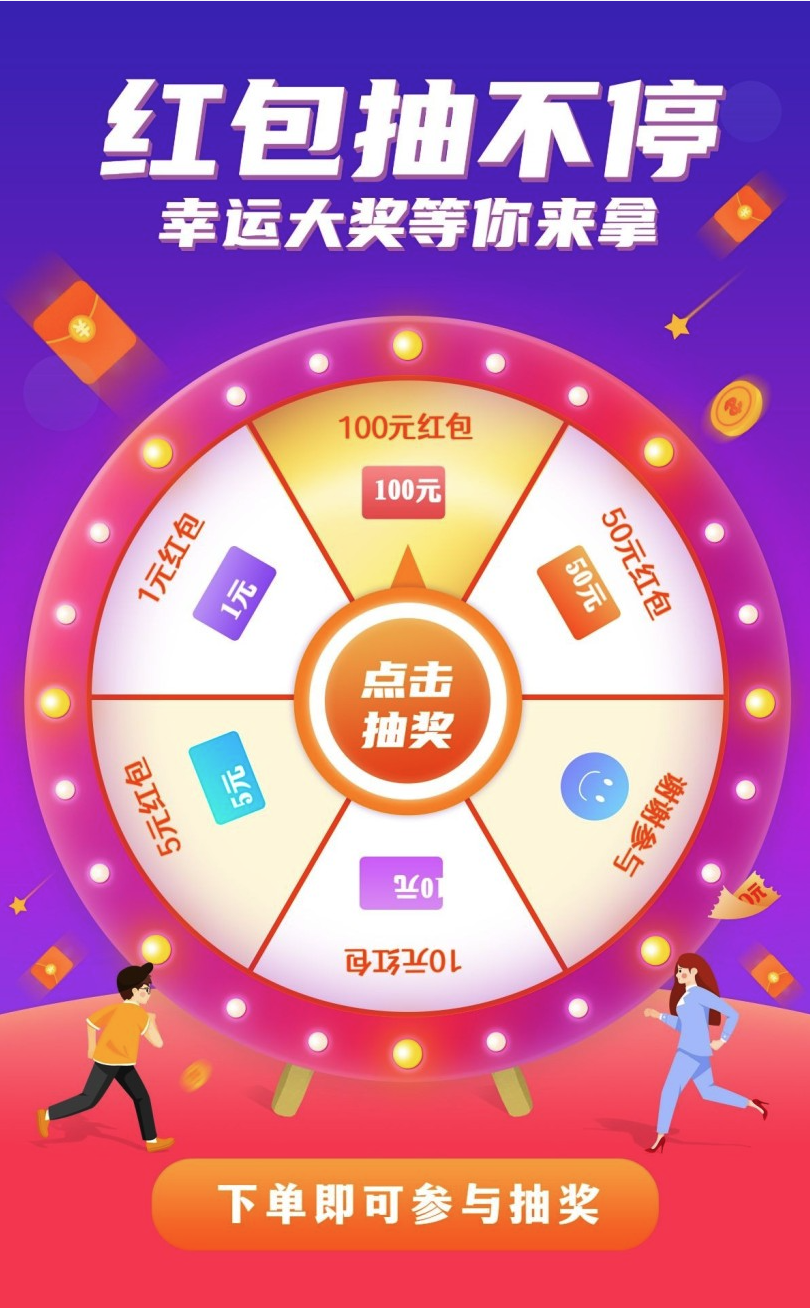 红包抽不停
幸运大奖等你来拿
100元红包
100元
50元红包
50元
谢谢参与
10元
10元红包
5元红包
5元
1元红包
1元
点击
抽奖
下单即可参与抽奖